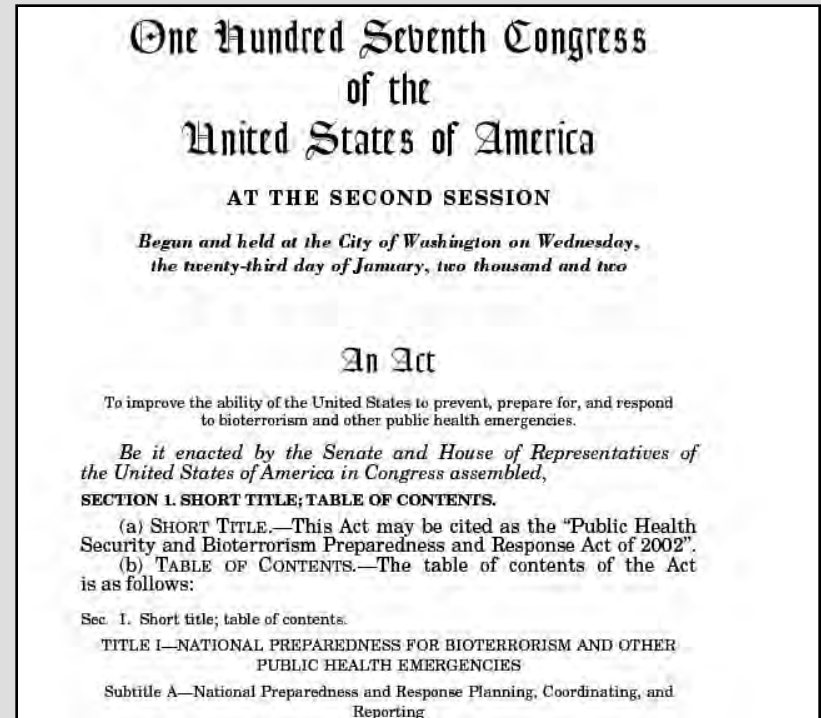 One Hundred Seventh Congress
of the
United States of America
AT THE SECOND SESSION
Begun and held at the City of Washington on Wednesday,
the twenty-third day of January, two thousand and two
An Act
To improve the ability of the United States to prevent, prepare for, and respond
to bioterrorism and other public health emergencies.
Be it enacted by the Senate and House of Representatives of
the United States of America in Congress assembled,
SECTION 1. SHORT TITLE; TABLE OF CONTENTS.
(a) SHORT TITLE.—This Act may be cited as the “Public Health
Security and Bioterrorism Preparedness and Response Act of 2002”.
(b) TABLE OF CONTENTS.—The table of contents of the Act
is as follows:
Sec. 1. Short title; table of contents.
TITLE I—NATIONAL PREPAREDNESS FOR BIOTERRORISM AND OTHER
PUBLIC HEALTH EMERGENCIES
Subtitle A—National Preparedness and Response Planning, Coordinating, and
Reporting